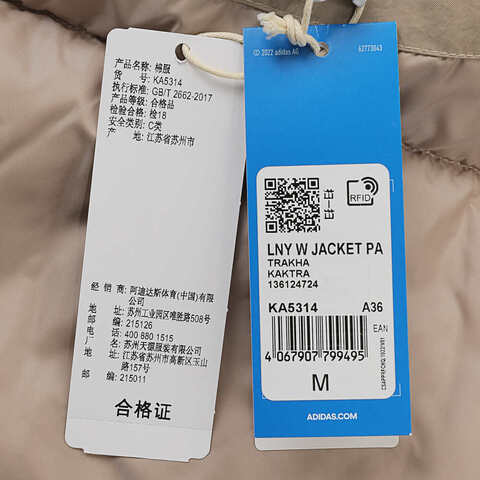 产品名称: 棉服
货 号: KA5314
执行标准: GB/T 2662-2017
产品等级: 合格品
检验合格: 检18
安全类别: C类
产 地: 江苏省苏州市
经 销 商: 阿迪达斯体育(中国)有限
公司
地 址: 苏州工业园区唯胜路508号
邮 编: 215126
电 话: 400 880 1515
厂 名: 苏州天骥服装有限公司
地 址: 江苏省苏州市高新区玉山
路157号
邮 编: 215011
合格证
© 2022 adidas AG
62773043
RFID
LNY W JACKET PA
TRAKHA
KAKTRA
136124724
KA5314 A36
EAN
4 067907 799495
M
ADIDAS.COM